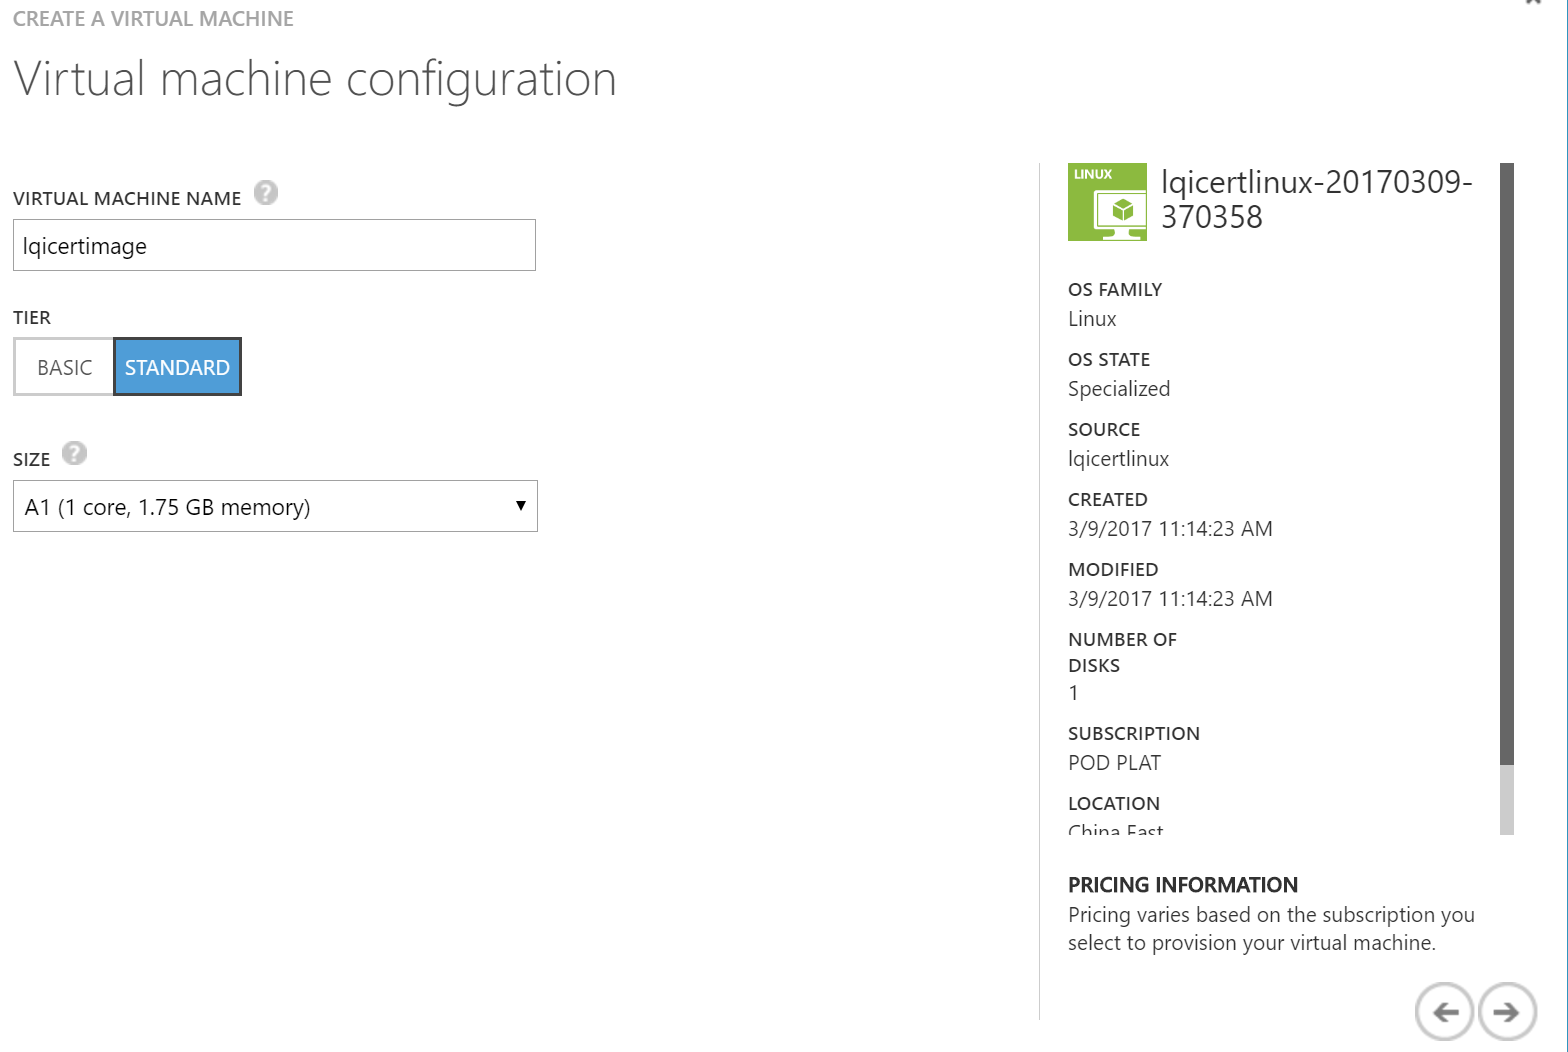 CREATE A VIRTUAL MACHINE
Virtual machine configuration
VIRTUAL MACHINE NAME ?
lqicertimage
TIER
BASIC STANDARD
SIZE ?
A1 (1 core, 1.75 GB memory)
LINUX
lqicertlinux-20170309-
370358
OS FAMILY
Linux
OS STATE
Specialized
SOURCE
lqicertlinux
CREATED
3/9/2017 11:14:23 AM
MODIFIED
3/9/2017 11:14:23 AM
NUMBER OF
DISKS
1
SUBSCRIPTION
POD PLAT
LOCATION
China East
PRICING INFORMATION
Pricing varies based on the subscription you
select to provision your virtual machine.